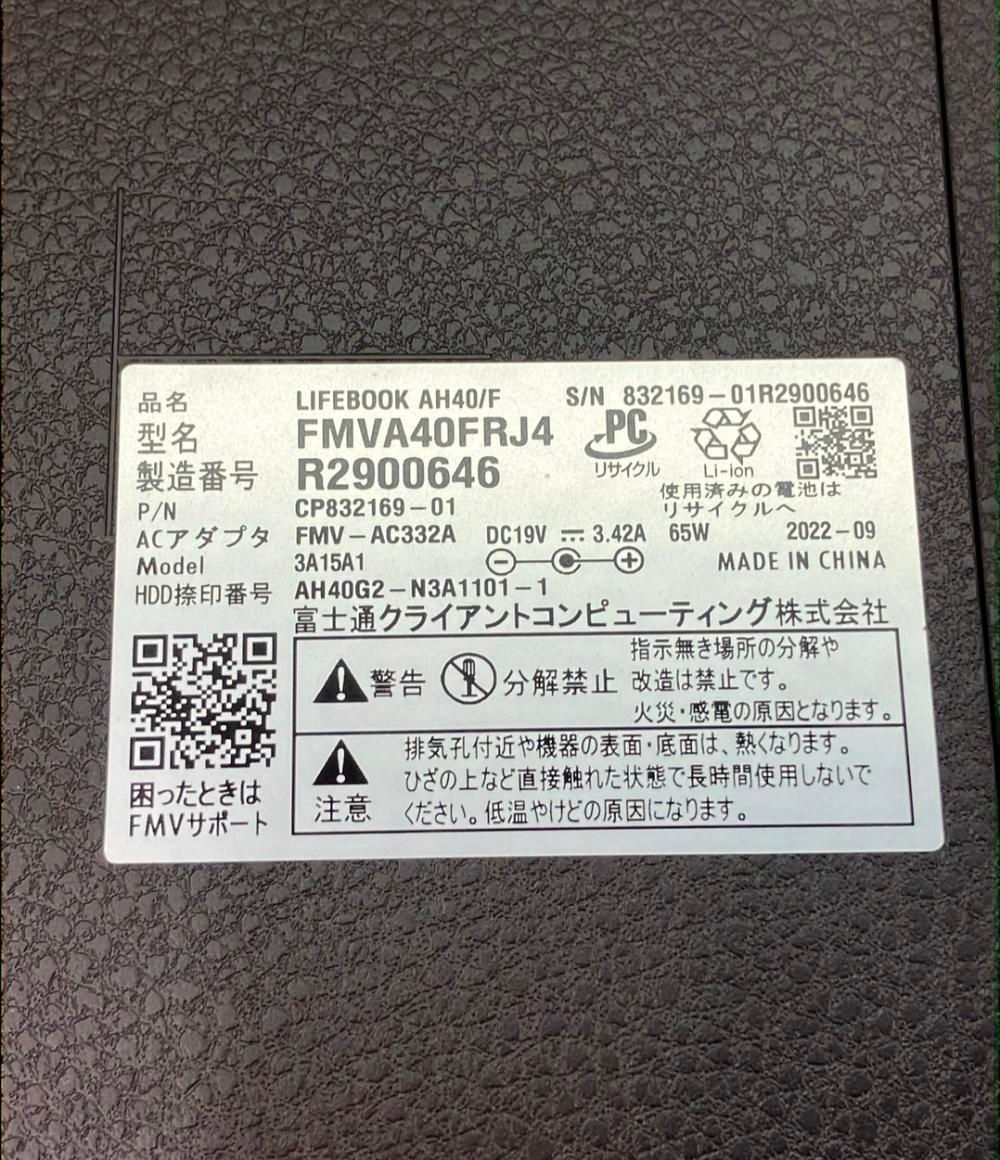 品名 LIFEBOOK AH40/F S/N 832169-01R2900646
型名 FMVA40FRJ4
製造番号 R2900646
PC
リサイクル
Li-ion
使用済みの電池は
リサイクルへ
P/N CP832169-01
ACアダプタ FMV-AC332A DC19V 3.42A 65W 2022-09
Model 3A15A1 MADE IN CHINA
HDD捺印番号 AH40G2-N3A1101-1
富士通クライアントコンピューティング株式会社
警告 分解禁止
指示無き場所の分解や
改造は禁止です。
火災・感電の原因となります。
注意
排気孔付近や機器の表面・底面は、熱くなります。
ひざの上など直接触れた状態で長時間使用しないで
ください。低温やけどの原因になります。
困ったときは
FMVサポート